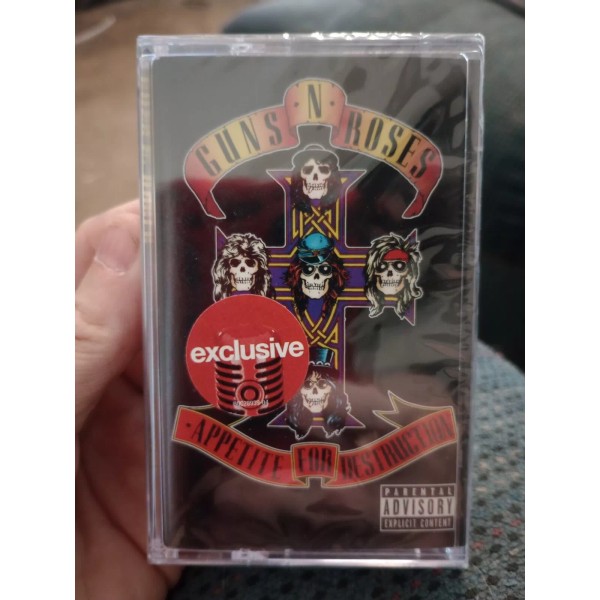 GUNS N' ROSES
exclusive
APPETITE FOR DESTRUCTION
PARENTAL
ADVISORY
EXPLICIT CONTENT